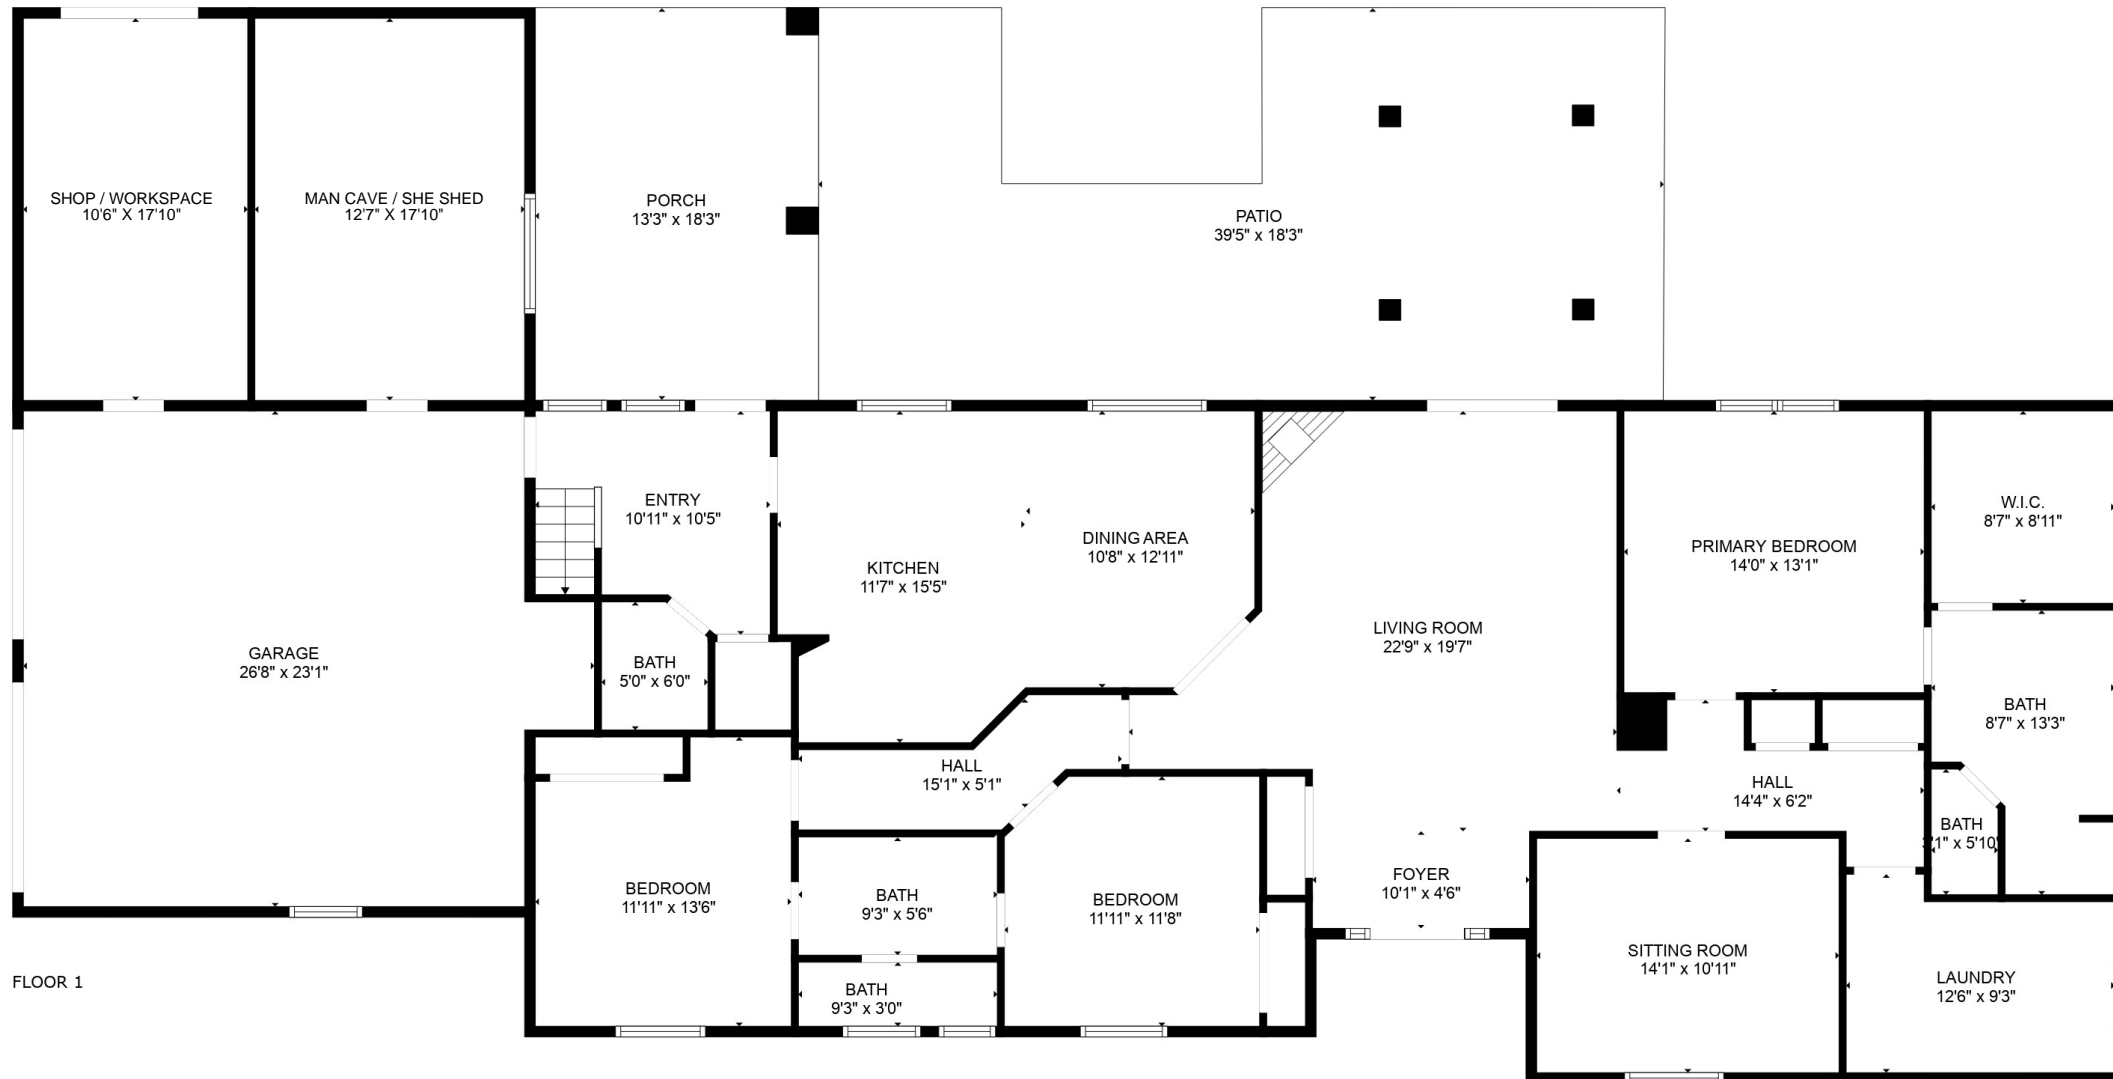 SHOP / WORKSPACE
10'6" X 17'10"
MAN CAVE / SHE SHED
12'7" X 17'10"
PORCH
13'3" x 18'3"
PATIO
39'5" x 18'3"
ENTRY
10'11" x 10'5"
KITCHEN
11'7" x 15'5"
DINING AREA
10'8" x 12'11"
LIVING ROOM
22'9" x 19'7"
PRIMARY BEDROOM
14'0" x 13'1"
W.I.C.
8'7" x 8'11"
GARAGE
26'8" x 23'1"
BATH
5'0" x 6'0"
BATH
8'7" x 13'3"
HALL
15'1" x 5'1"
HALL
14'4" x 6'2"
BATH
x 5'10"
BEDROOM
11'11" x 13'6"
BATH
9'3" x 5'6"
BEDROOM
11'11" x 11'8"
FOYER
10'1" x 4'6"
SITTING ROOM
14'1" x 10'11"
LAUNDRY
12'6" x 9'3"
BATH
9'3" x 3'0"
FLOOR 1